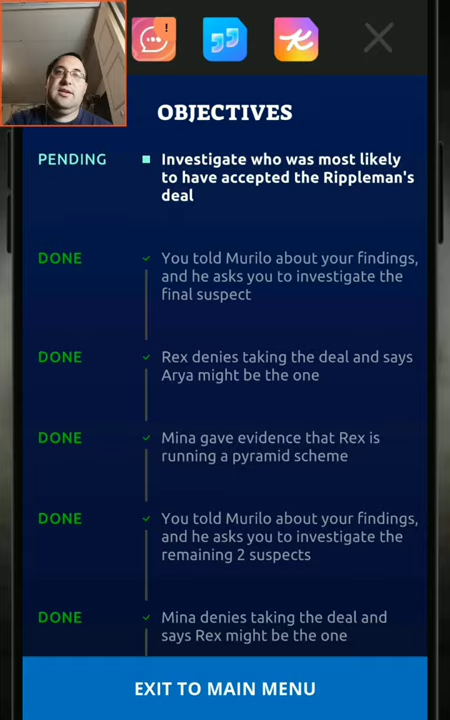 OBJECTIVES
PENDING
Investigate who was most likely
to have accepted the Rippleman's
deal
DONE
You told Murilo about your findings,
and he asks you to investigate the
final suspect
DONE
Rex denies taking the deal and says
Arya might be the one
DONE
Mina gave evidence that Rex is
running a pyramid scheme
DONE
You told Murilo about your findings,
and he asks you to investigate the
remaining 2 suspects
DONE
Mina denies taking the deal and
says Rex might be the one
EXIT TO MAIN MENU